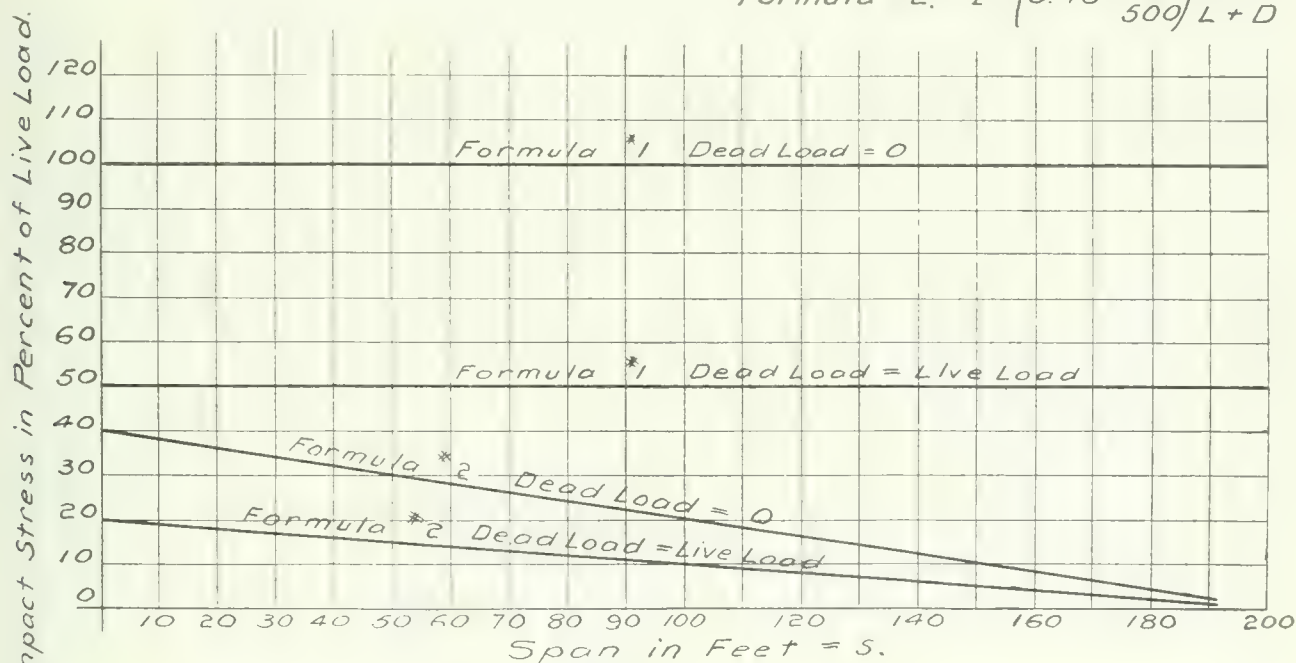 500/ L + D
Impact Stress in Percent of Live Load.
120
110
100
90
80
70
60
50
40
30
20
10
0
Formula #1 Dead Load = 0
Formula #1 Dead Load = Live Load
Formula #2 Dead Load = 0
Formula #2 Dead Load = Live Load
10 20 30 40 50 60 70 80 90 100 120 140 160 180 200
Span in Feet = S.